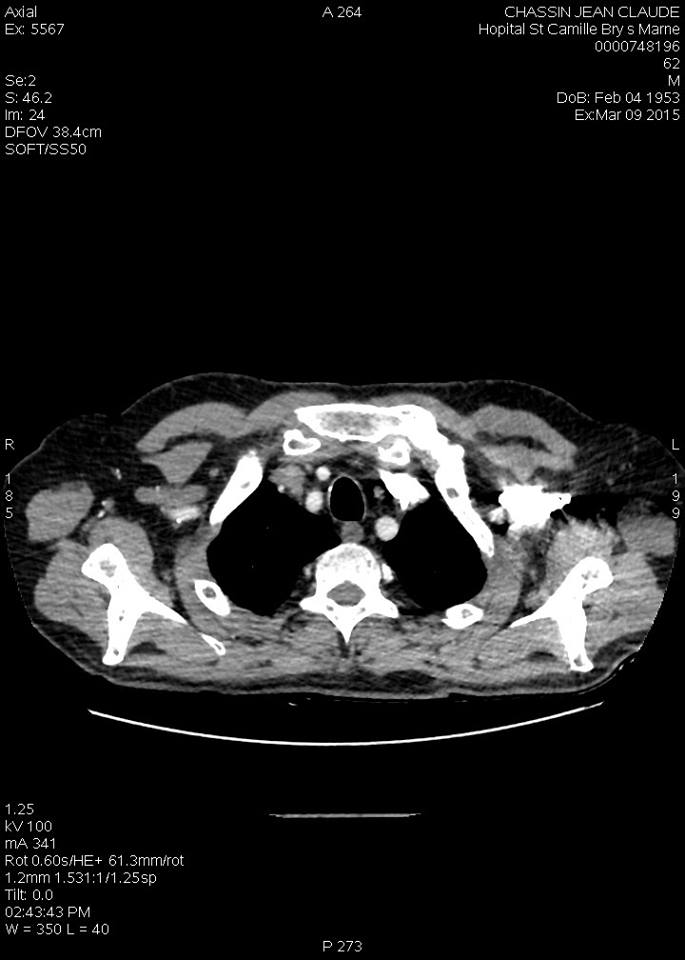 Axial
Ex: 5567
Se:2
S: 46.2
Im: 24
DFOV 38.4cm
SOFT/SS50
A 264
CHASSIN JEAN CLAUDE
Hopital St Camille Bry s Marne
0000748196
62
M
DoB: Feb 04 1953
Ex:Mar 09 2015
R
1
8
5
L
1
9
9
1.25
kV 100
mA 341
Rot 0.60s/HE+ 61.3mm/rot
1.2mm 1.531:1/1.25sp
Tilt: 0.0
02:43:43 PM
W = 350 L = 40
P 273